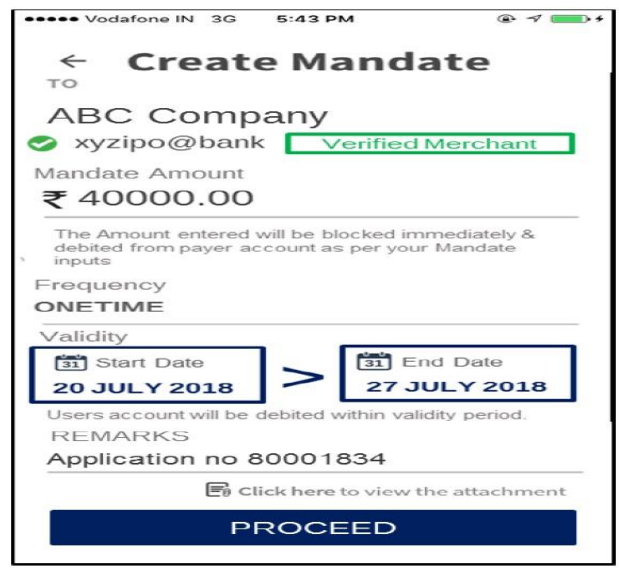 Vodafone IN 3G 5:43 PM
← Create Mandate
TO
ABC Company
xyzipo@bank Verified Merchant
Mandate Amount
₹ 40000.00
The Amount entered will be blocked immediately &
debited from payer account as per your Mandate
inputs
Frequency
ONETIME
Validity
31 Start Date > 31 End Date
20 JULY 2018 27 JULY 2018
Users account will be debited within validity period.
REMARKS
Application no 80001834
Click here to view the attachment
PROCEED